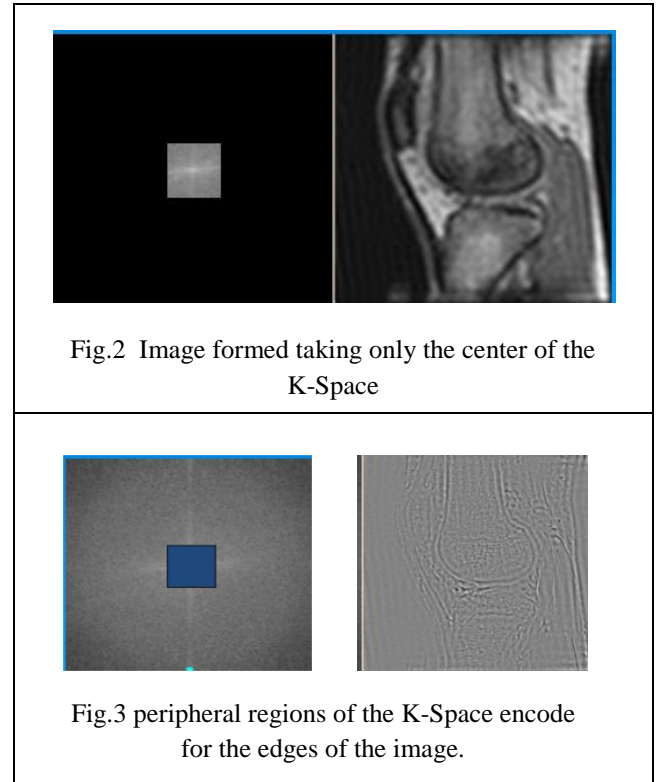 Fig.2  Image formed taking only the center of the
K-Space
Fig.3 peripheral regions of the K-Space encode
for the edges of the image.